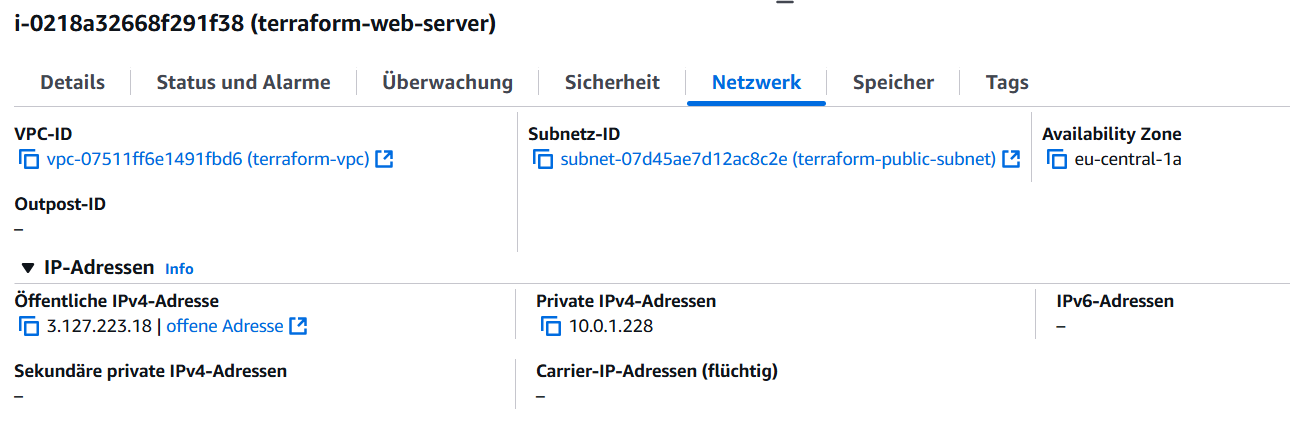 i-0218a32668f291f38 (terraform-web-server)
Details Status und Alarme Überwachung Sicherheit Netzwerk Speicher Tags
VPC-ID Subnetz-ID Availability Zone
vpc-07511ff6e1491fbd6 (terraform-vpc) subnet-07d45ae7d12ac8c2e (terraform-public-subnet) eu-central-1a
Outpost-ID
–
IP-Adressen Info
Öffentliche IPv4-Adresse Private IPv4-Adressen IPv6-Adressen
3.127.223.18 | offene Adresse 10.0.1.228 –
Sekundäre private IPv4-Adressen Carrier-IP-Adressen (flüchtig)
– –